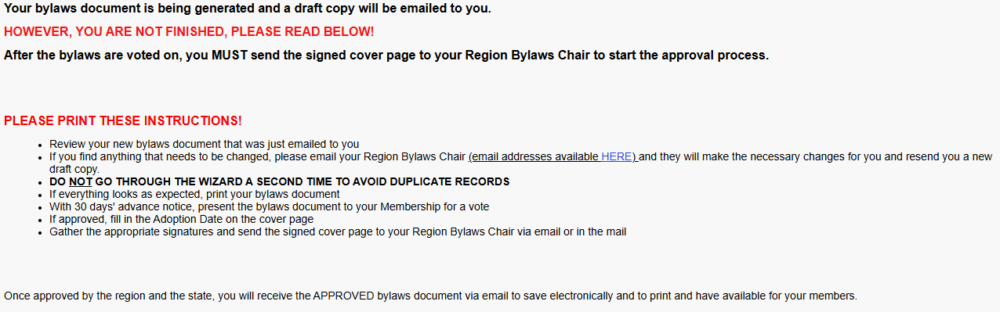 Your bylaws document is being generated and a draft copy will be emailed to you.
HOWEVER, YOU ARE NOT FINISHED, PLEASE READ BELOW!
After the bylaws are voted on, you MUST send the signed cover page to your Region Bylaws Chair to start the approval process.
PLEASE PRINT THESE INSTRUCTIONS!
• Review your new bylaws document that was just emailed to you
• If you find anything that needs to be changed, please email your Region Bylaws Chair (email addresses available HERE) and they will make the necessary changes for you and resend you a new
draft copy.
• DO NOT GO THROUGH THE WIZARD A SECOND TIME TO AVOID DUPLICATE RECORDS
• If everything looks as expected, print your bylaws document
• With 30 days' advance notice, present the bylaws document to your Membership for a vote
• If approved, fill in the Adoption Date on the cover page
• Gather the appropriate signatures and send the signed cover page to your Region Bylaws Chair via email or in the mail
Once approved by the region and the state, you will receive the APPROVED bylaws document via email to save electronically and to print and have available for your members.